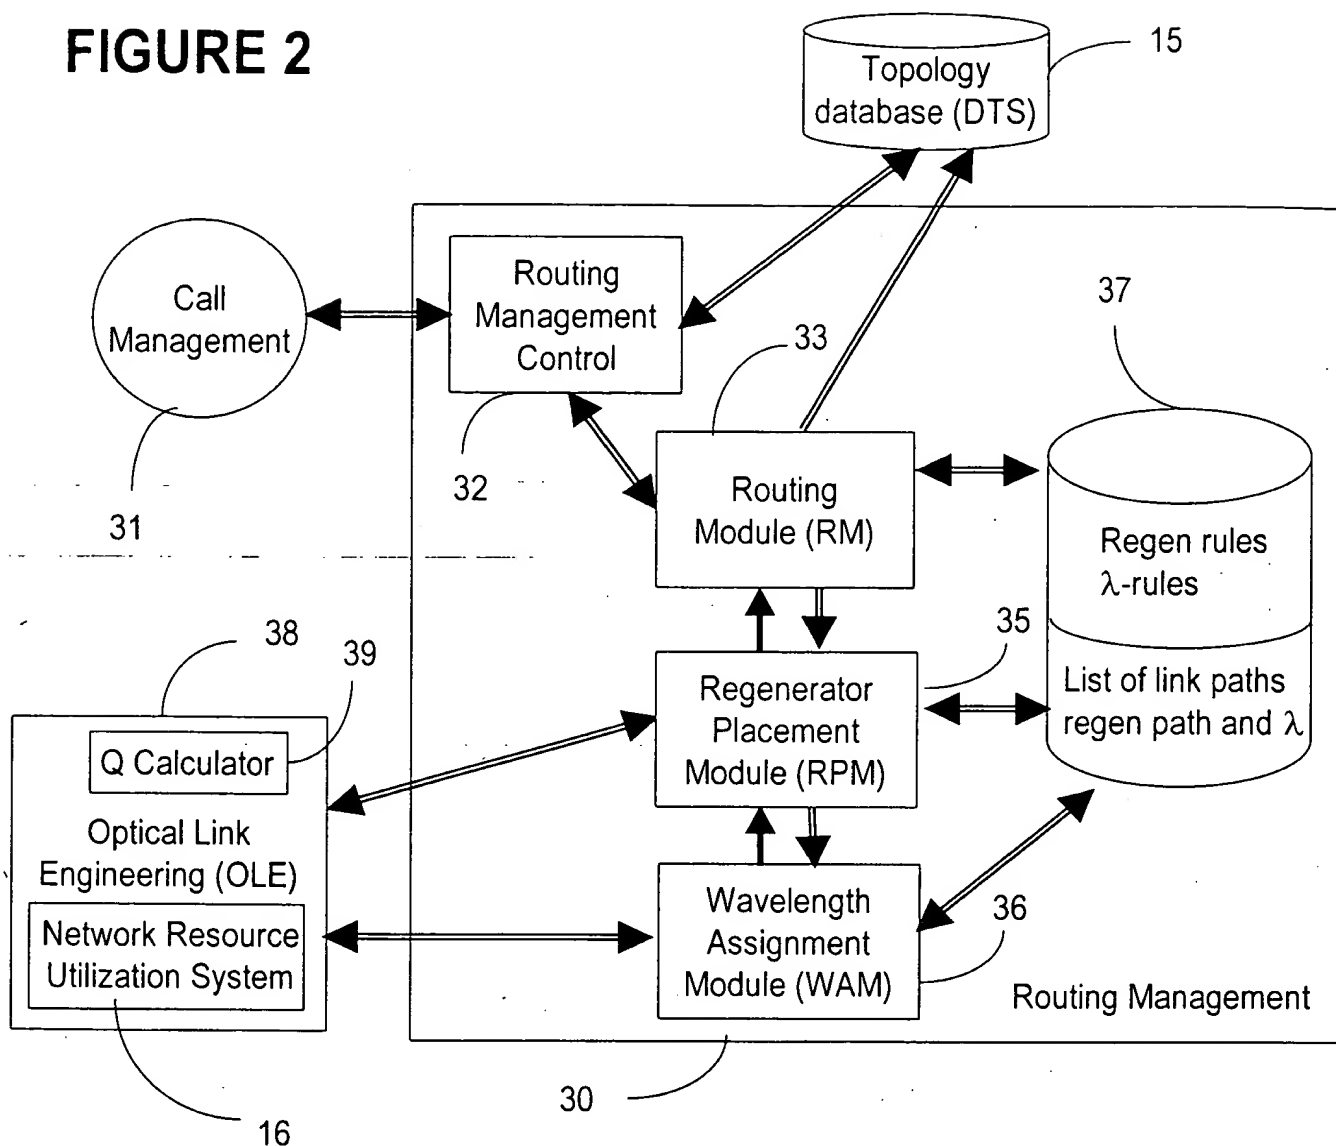 FIGURE 2
15
Topology
database (DTS)
Routing
Management
Control
Call
Management
37
33
32
31
Routing
Module (RM)
Regen rules
λ-rules
38
39
35
Regenerator
Placement
Module (RPM)
List of link paths
regen path and λ
Q Calculator
Optical Link
Engineering (OLE)
Network Resource
Utilization System
Wavelength
Assignment
Module (WAM)
36
Routing Management
30
16